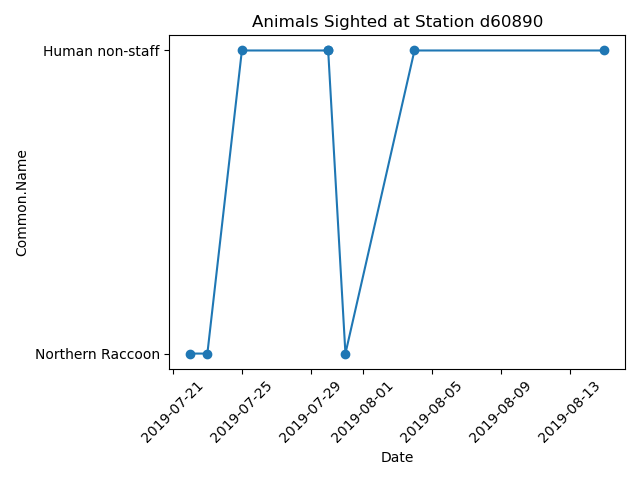 Animals Sighted at Station d60890
Human non-staff
Common.Name
Northern Raccoon
2019-07-21
2019-07-25
2019-07-29
2019-08-01
2019-08-05
2019-08-09
2019-08-13
Date